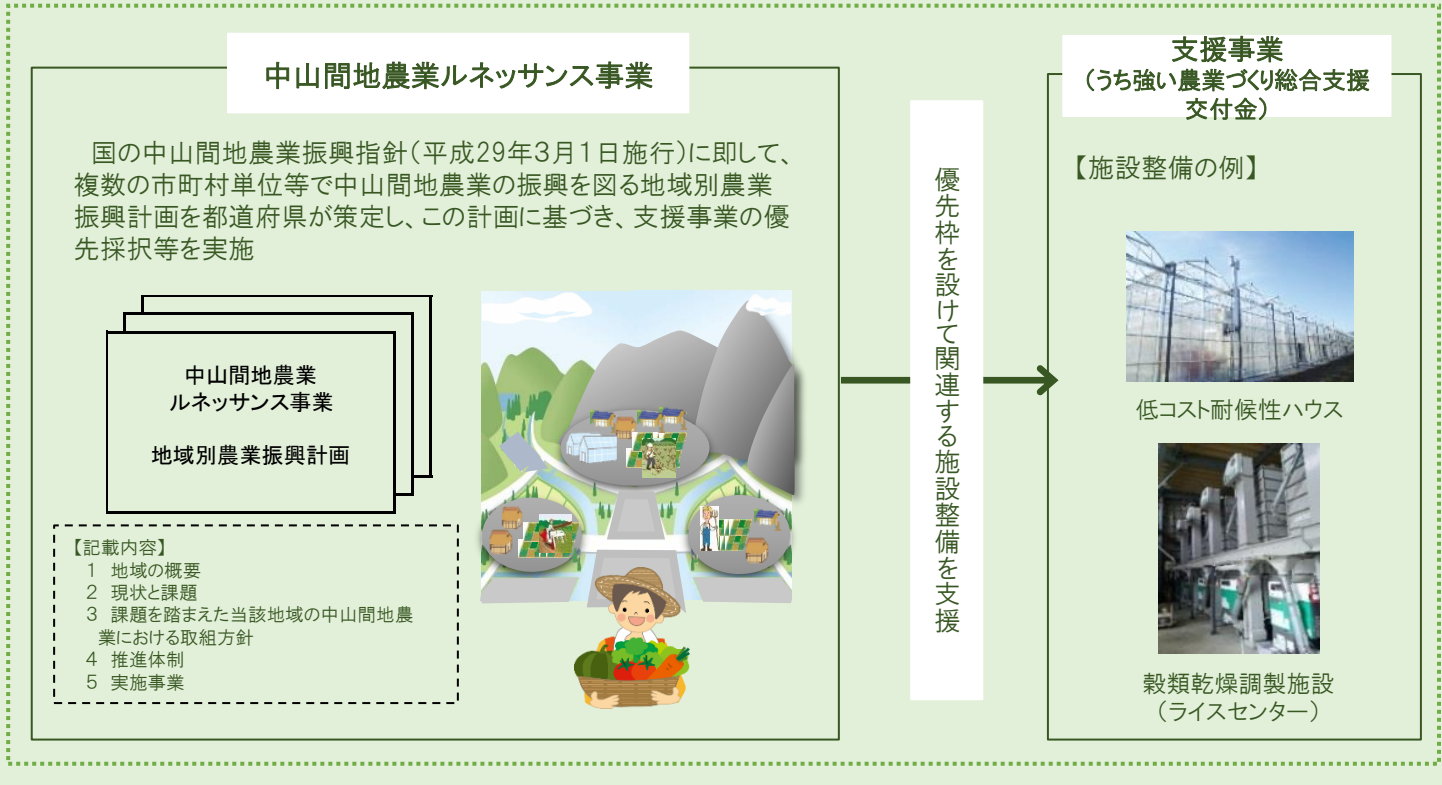 中山間地農業ルネッサンス事業
国の中山間地農業振興指針（平成29年３月１日施行）に即して、
複数の市町村単位等で中山間地農業の振興を図る地域別農業
振興計画を都道府県が策定し、この計画に基づき、支援事業の優
先採択等を実施
中山間地農業
ルネッサンス事業
地域別農業振興計画
【記載内容】
１ 地域の概要
２ 現状と課題
３ 課題を踏まえた当該地域の中山間地農
業における取組方針
４ 推進体制
５ 実施事業
優先枠を設けて関連する施設整備を支援
支援事業
（うち強い農業づくり総合支援
交付金）
【施設整備の例】
低コスト耐候性ハウス
穀類乾燥調製施設
（ライスセンター）